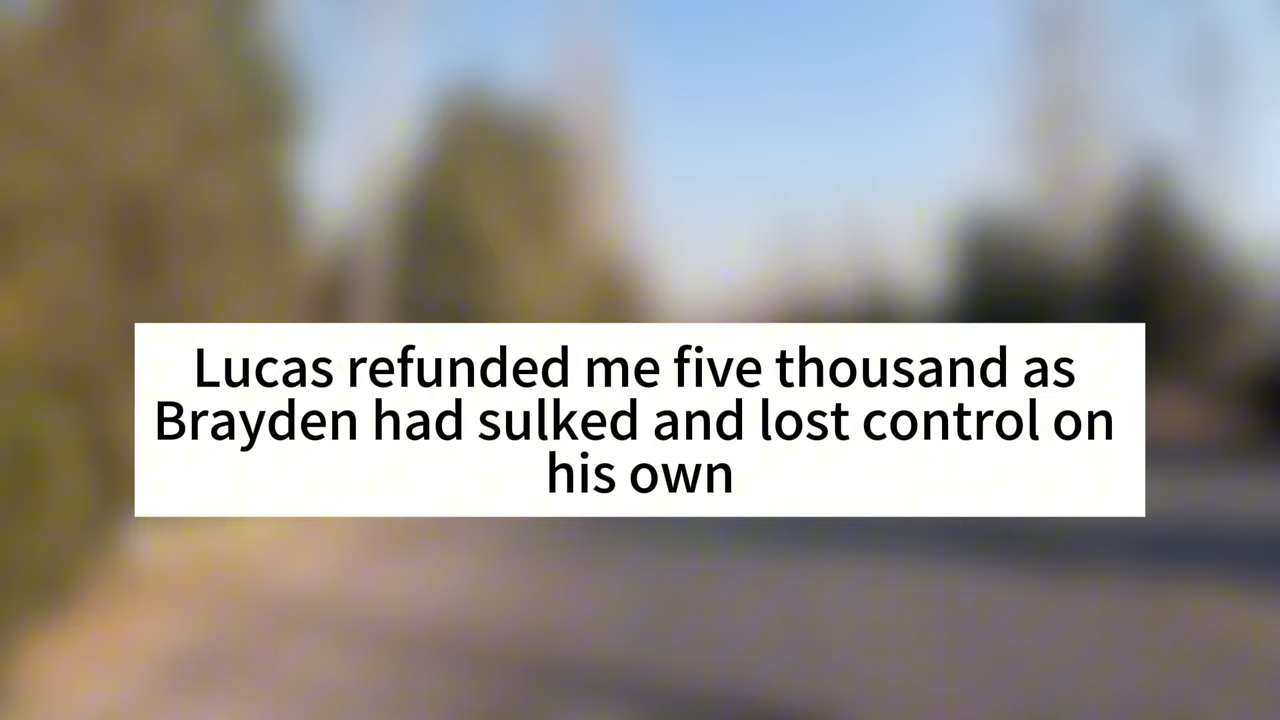 Lucas refunded me five thousand as
Brayden had sulked and lost control on
his own